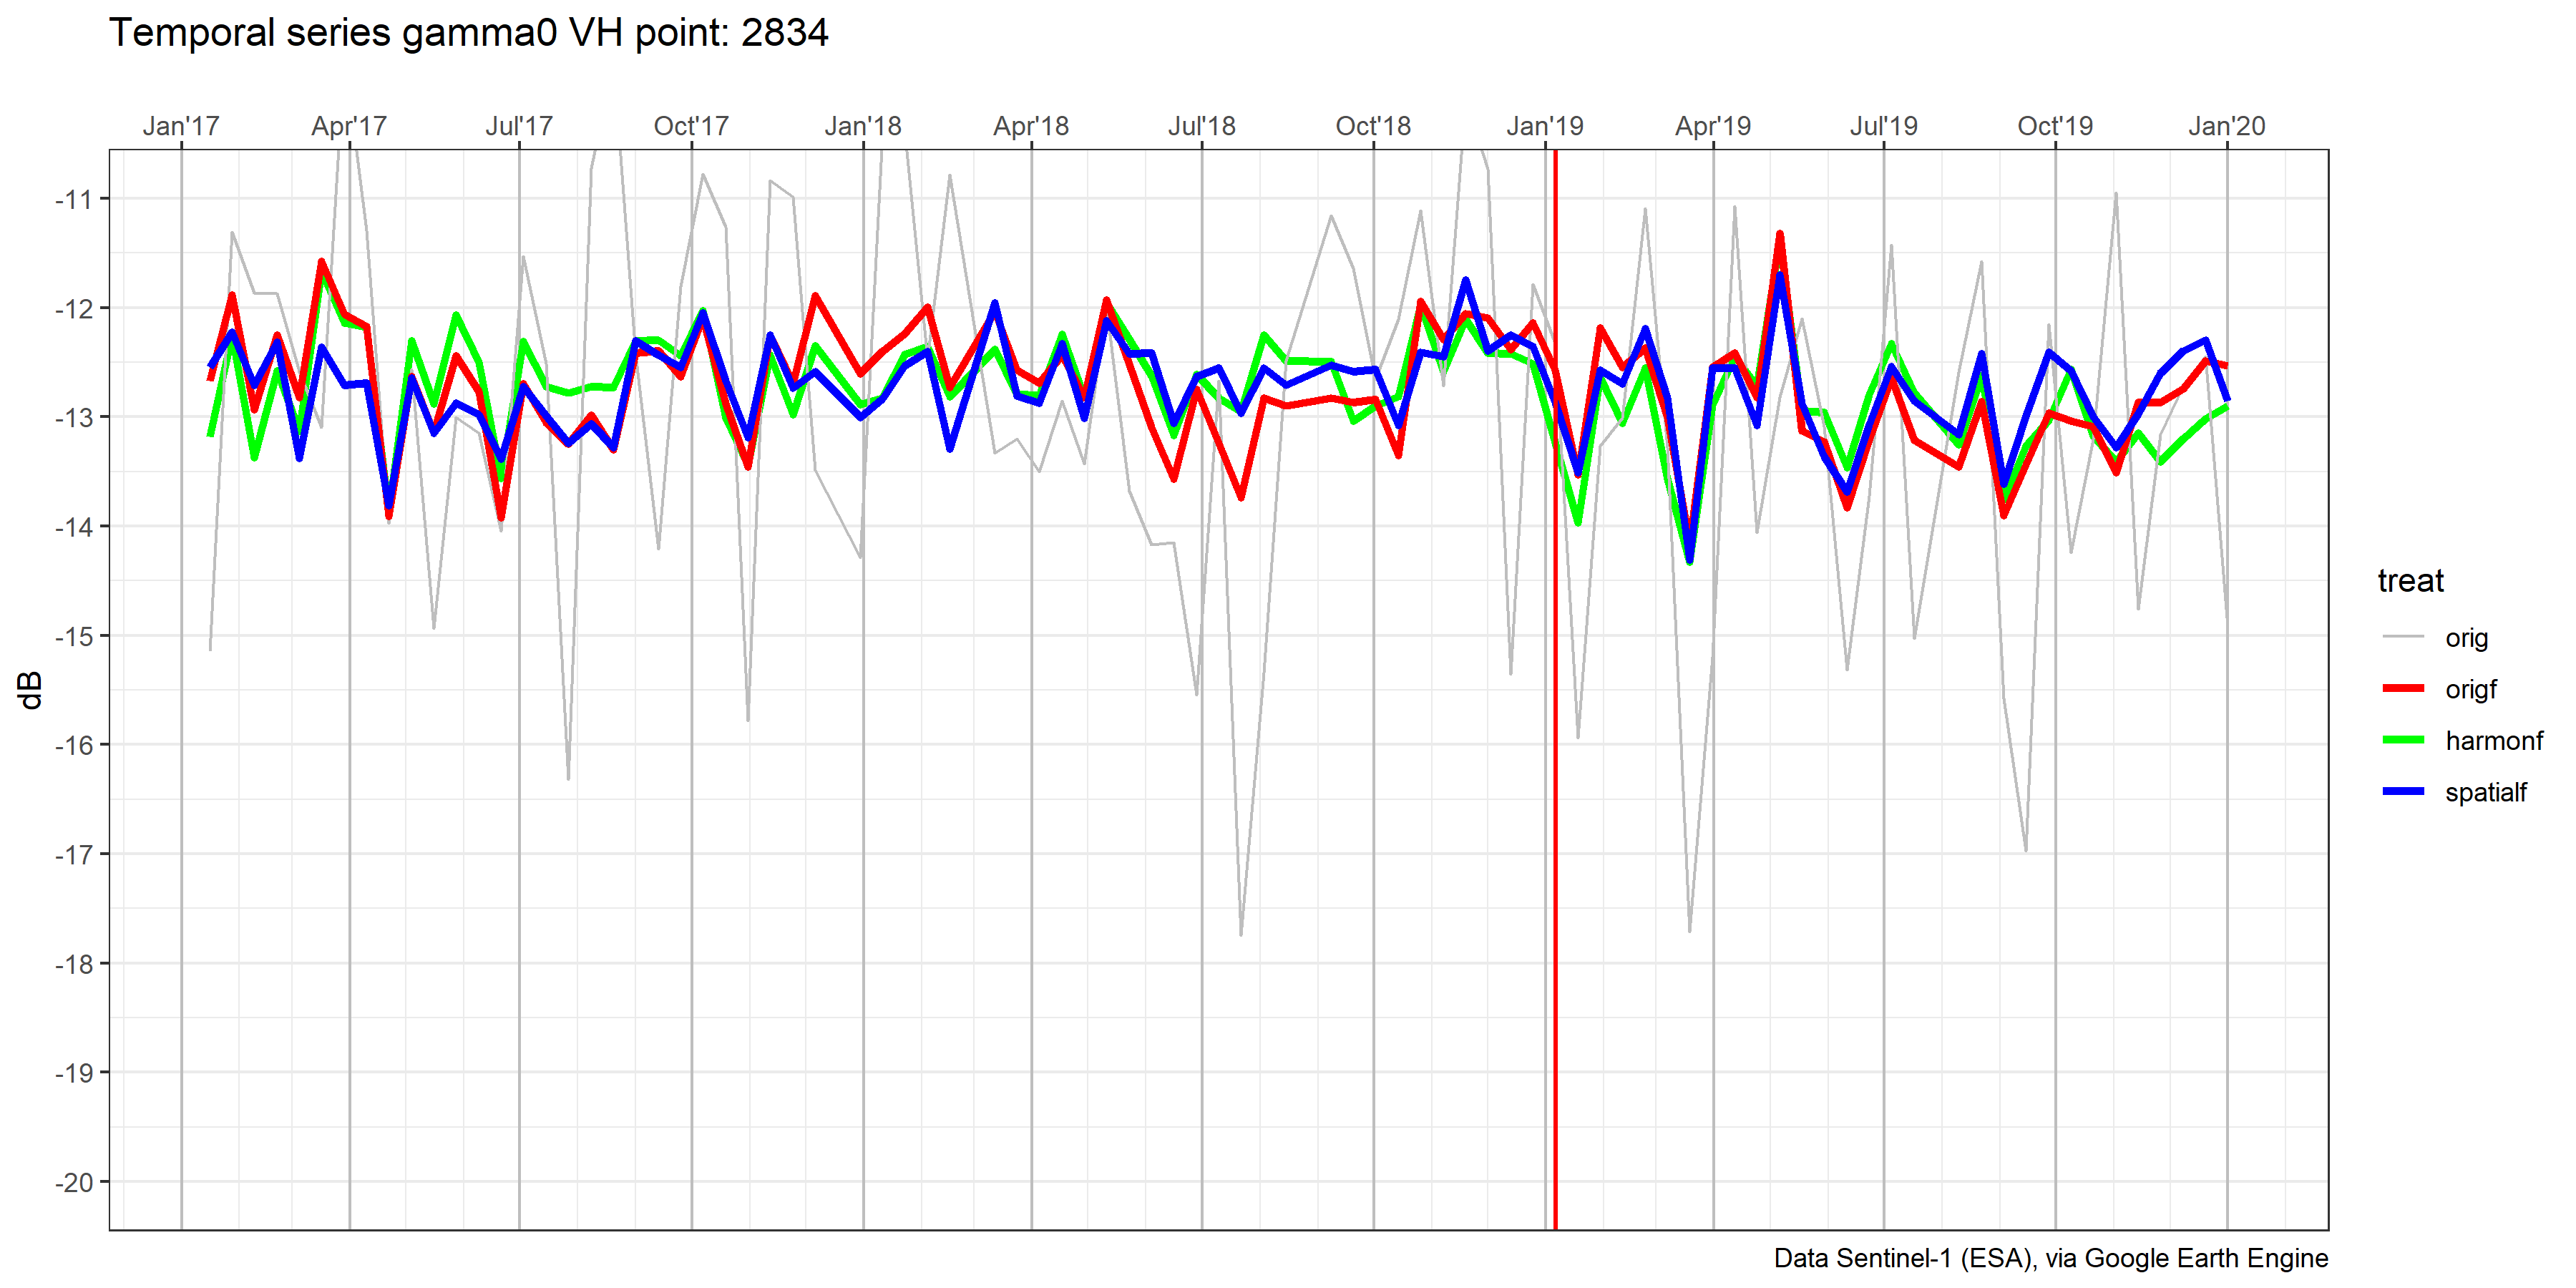 Temporal series gamma0 VH point: 2834
Jan'17 Apr'17 Jul'17 Oct'17 Jan'18 Apr'18 Jul'18 Oct'18 Jan'19 Apr'19 Jul'19 Oct'19 Jan'20
-11
-12
-13
-14
-15
-16
-17
-18
-19
-20
dB
treat
orig
origf
harmonf
spatialf
Data Sentinel-1 (ESA), via Google Earth Engine